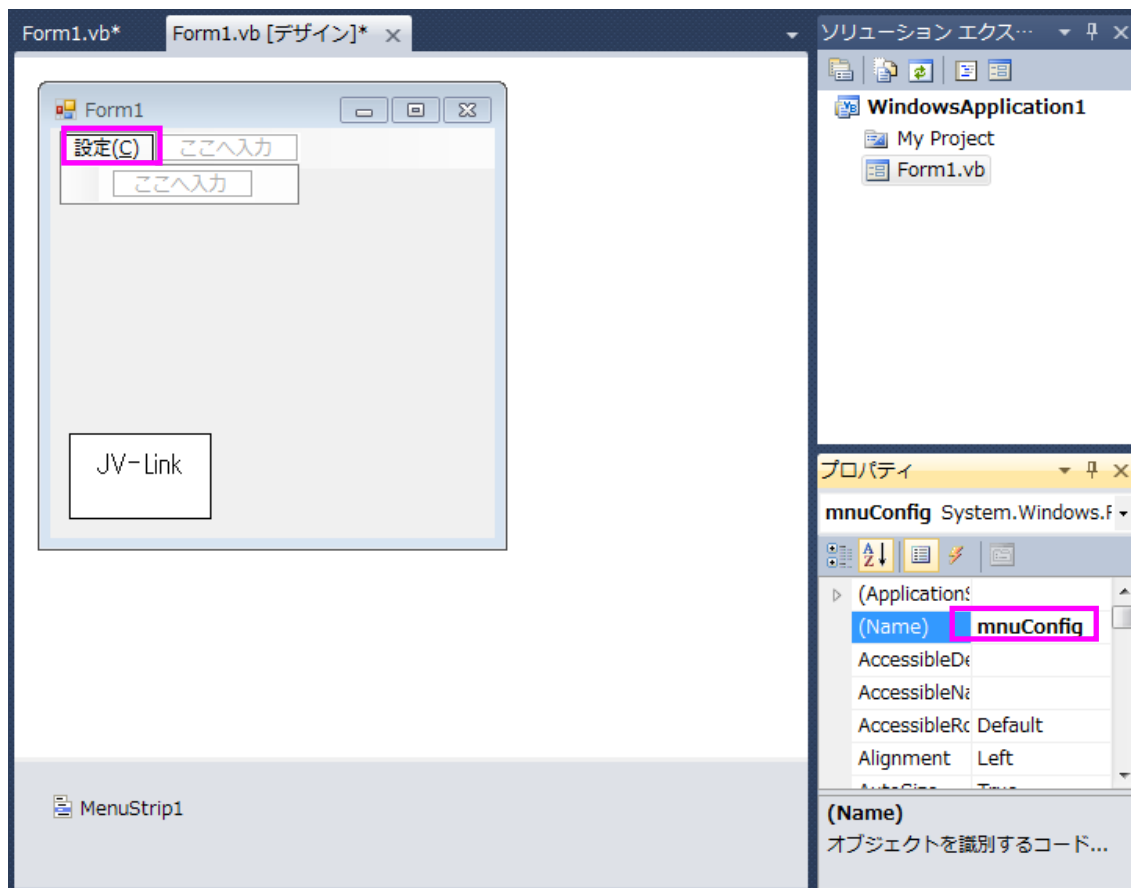 Form1.vb*
Form1.vb [デザイン]*
Form1
設定(C) ここへ入力
ここへ入力
JV-Link
MenuStrip1
ソリューション エクス…
WindowsApplication1
My Project
Form1.vb
プロパティ
mnuConfig System.Windows.F
(ApplicationS
(Name) mnuConfig
AccessibleDe
AccessibleNa
AccessibleRo Default
Alignment Left
AutoSize True
(Name)
オブジェクトを識別するコード...